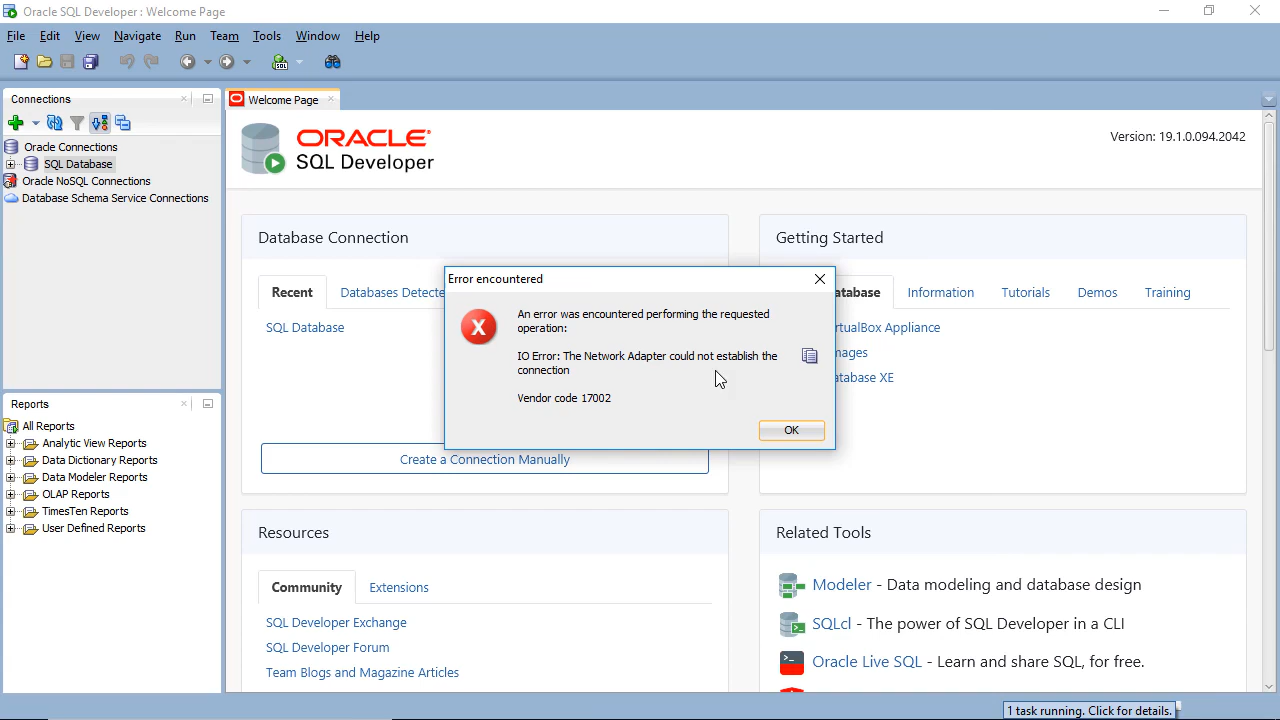 Oracle SQL Developer : Welcome Page
File Edit View Navigate Run Team Tools Window Help
SQL
Connections
Welcome Page
Oracle Connections
SQL Database
Oracle NoSQL Connections
Database Schema Service Connections
ORACLE
SQL Developer
Version: 19.1.0.094.2042
Database Connection
Recent
Databases Detecte
SQL Database
Create a Connection Manually
Getting Started
atabase
Information
Tutorials
Demos
Training
rtualBox Appliance
mages
atabase XE
Error encountered
X
An error was encountered performing the requested
operation:
IO Error: The Network Adapter could not establish the
connection
Vendor code 17002
OK
Reports
All Reports
Analytic View Reports
Data Dictionary Reports
Data Modeler Reports
OLAP Reports
TimesTen Reports
User Defined Reports
Resources
Community
Extensions
SQL Developer Exchange
SQL Developer Forum
Team Blogs and Magazine Articles
Related Tools
Modeler - Data modeling and database design
SQLcl - The power of SQL Developer in a CLI
Oracle Live SQL - Learn and share SQL, for free.
1 task running. Click for details.